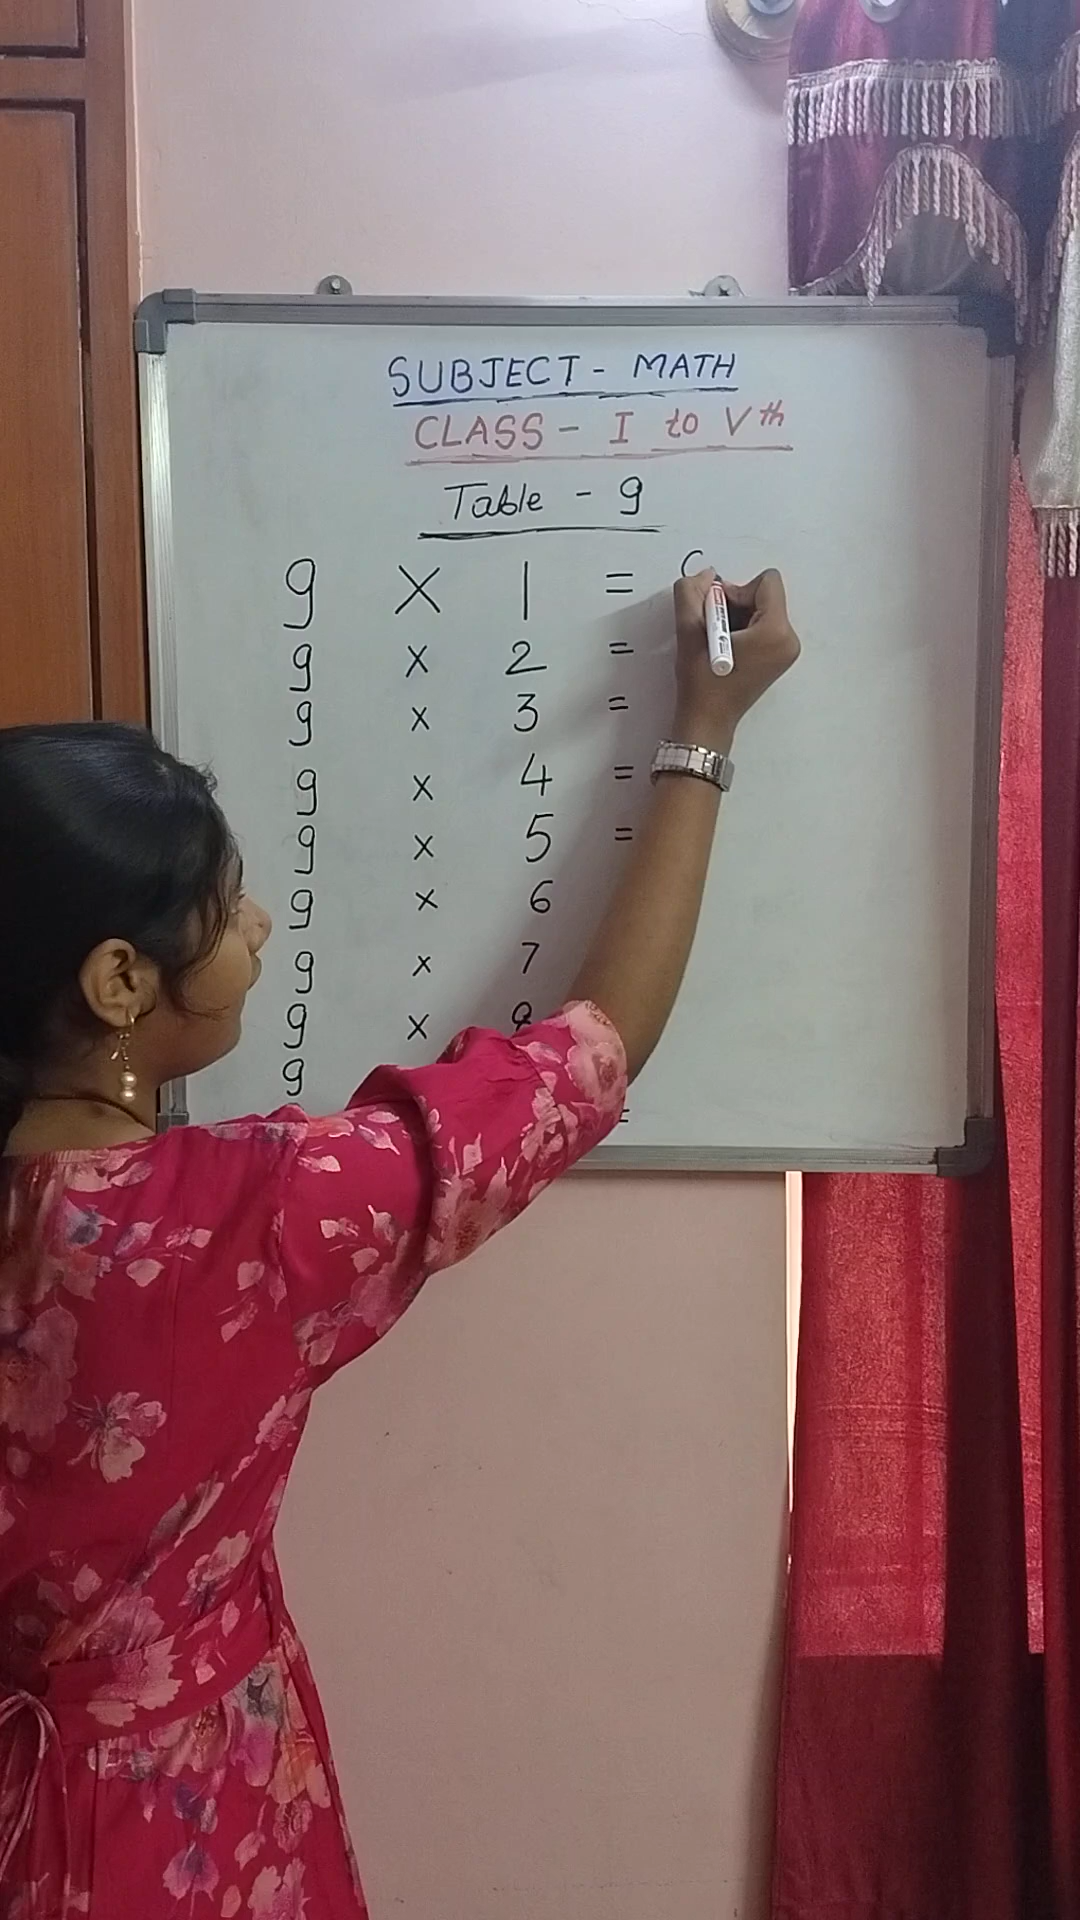 SUBJECT - MATH
CLASS - I to Vth
Table - 9
9 X 1 =
9 x 2 =
9 x 3 =
9 x 4 =
9 x 5 =
9 x 6
9 x 7
9 x 8
9
=